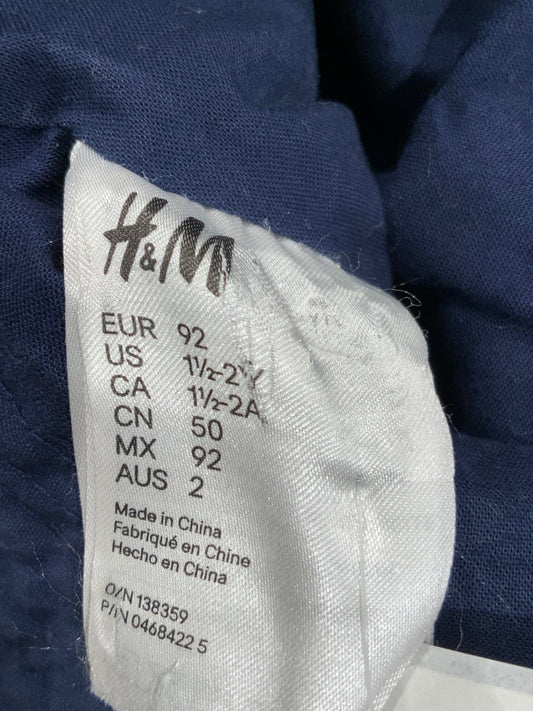 H&M
EUR 92
US 1½-2Y
CA 1½-2A
CN 50
MX 92
AUS 2
Made in China
Fabriqué en Chine
Hecho en China
O/N 138359
P/N 0468422 5